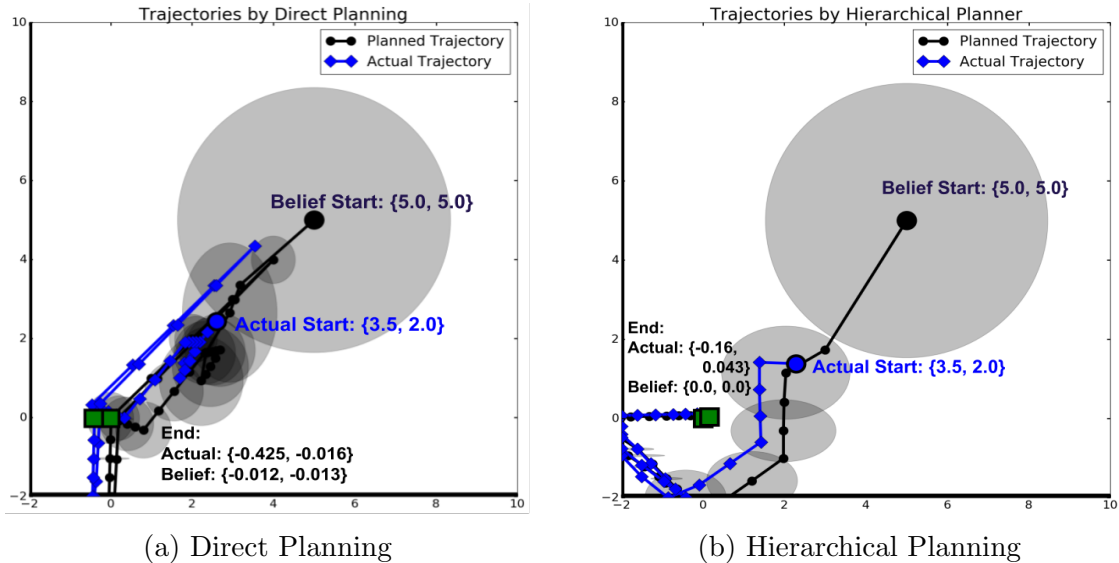 Trajectories by Direct Planning
10
8
6
4
2
0
−2
−2
0
2
4
6
8
10
Planned Trajectory
Actual Trajectory
Belief Start: {5.0, 5.0}
Actual Start: {3.5, 2.0}
End:
Actual: {-0.425, -0.016}
Belief: {-0.012, -0.013}
(a) Direct Planning
Trajectories by Hierarchical Planner
10
8
6
4
2
0
−2
−2
0
2
4
6
8
10
Planned Trajectory
Actual Trajectory
Belief Start: {5.0, 5.0}
End:
Actual: {-0.16,
0.043}
Belief: {0.0, 0.0}
Actual Start: {3.5, 2.0}
(b) Hierarchical Planning